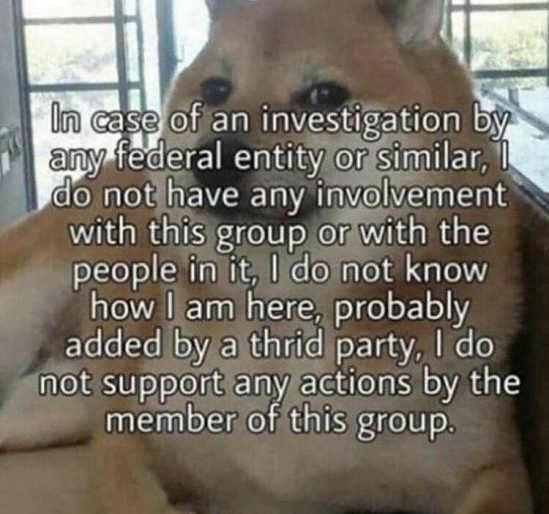 In case of an investigation by
any federal entity or similar, I
do not have any involvement
with this group or with the
people in it, I do not know
how I am here, probably
added by a thrid party, I do
not support any actions by the
member of this group.